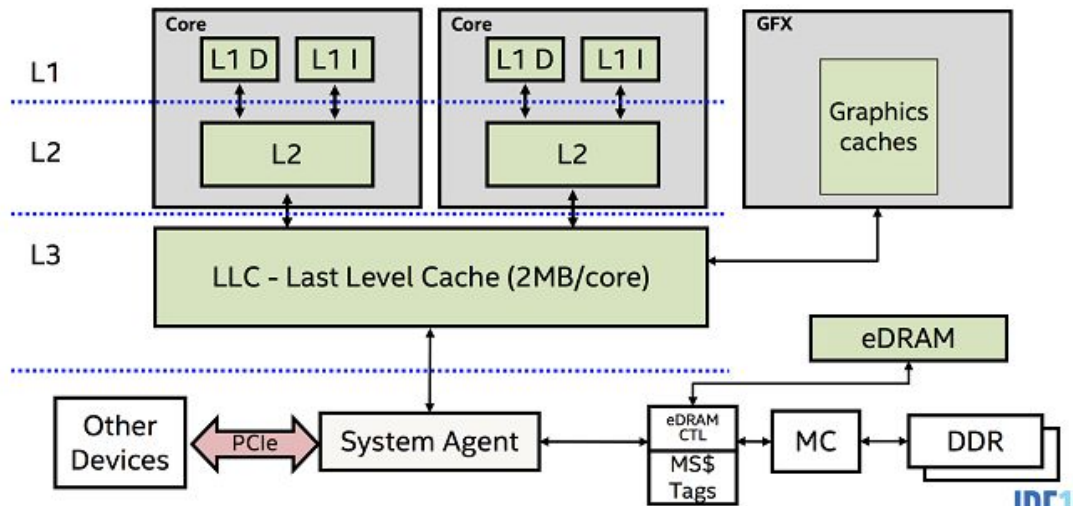 Core
Core
GFX
L1 D
L1 I
L1 D
L1 I
L1
Graphics
caches
L2
L2
L2
L3
LLC - Last Level Cache (2MB/core)
eDRAM
Other
Devices
PCIe
System Agent
eDRAM
CTL
MS$
Tags
MC
DDR